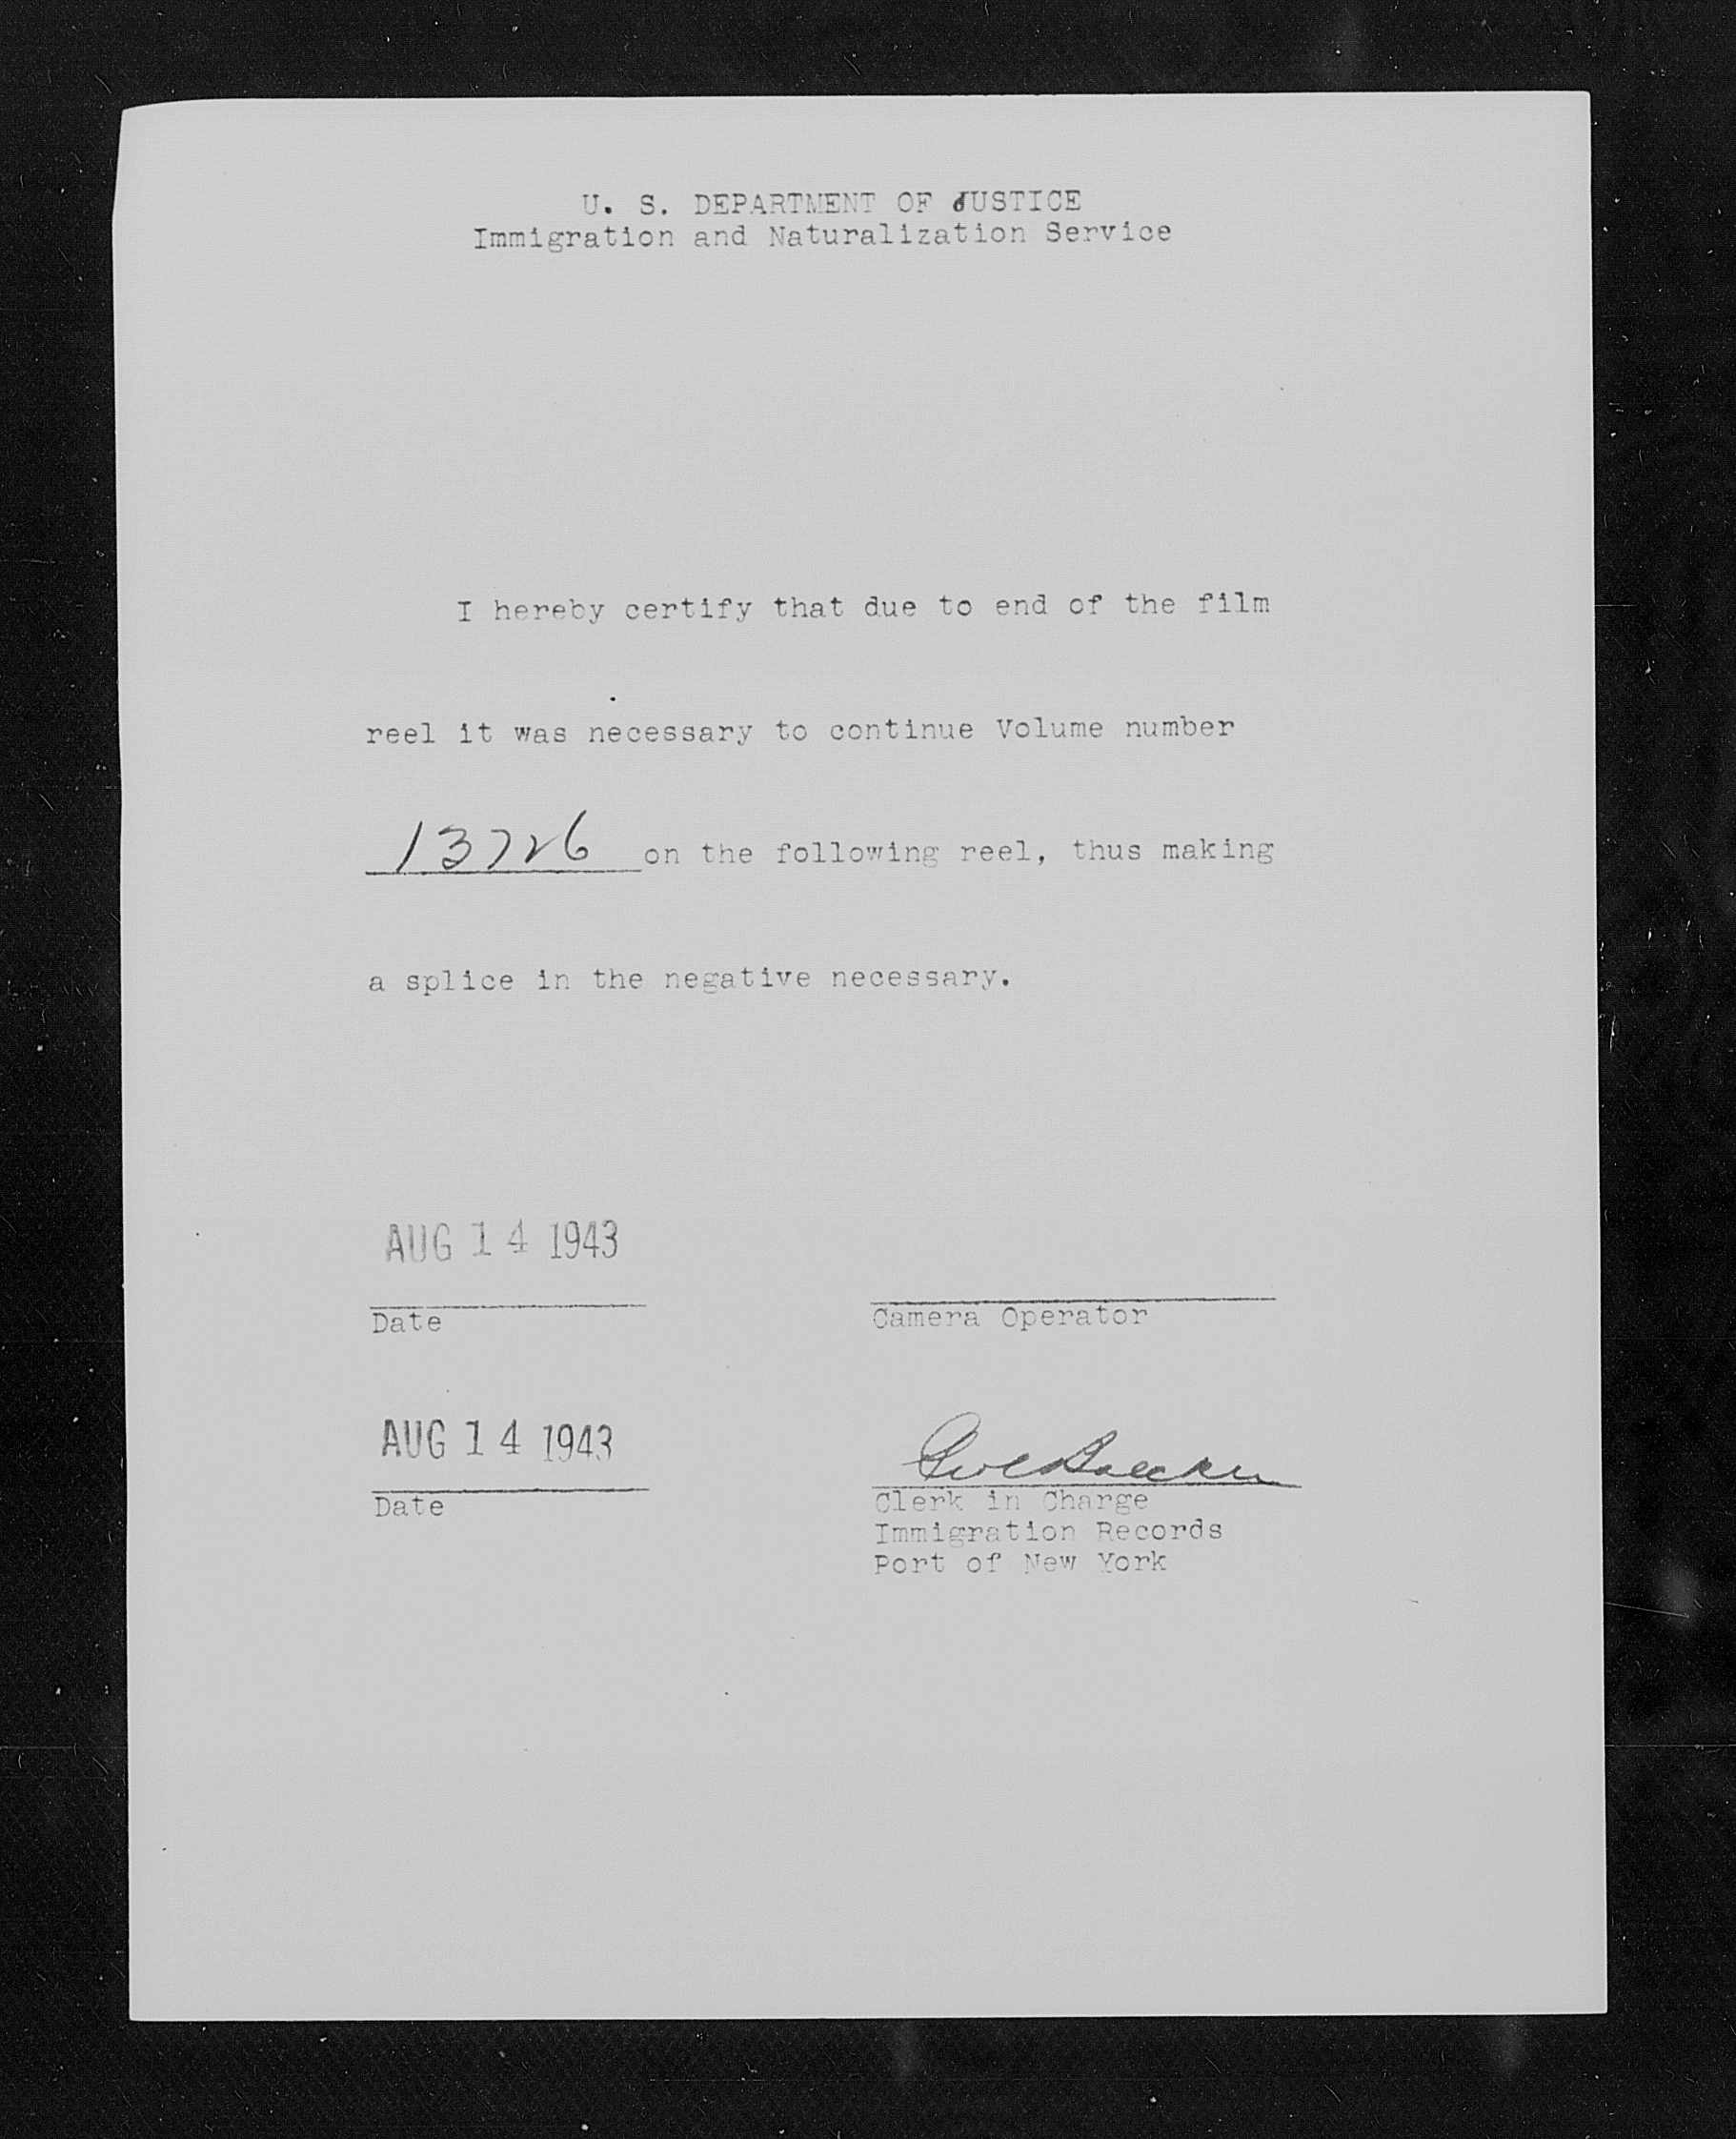 U. S. DEPARTMENT OF JUSTICE
Immigration and Naturalization Service
I hereby certify that due to end of the film
reel it was necessary to continue Volume number
13726 on the following reel, thus making
a splice in the negative necessary.
AUG 14 1943
Date
Camera Operator
AUG 14 1943
Date
Clerk in Charge
Immigration Records
Port of New York